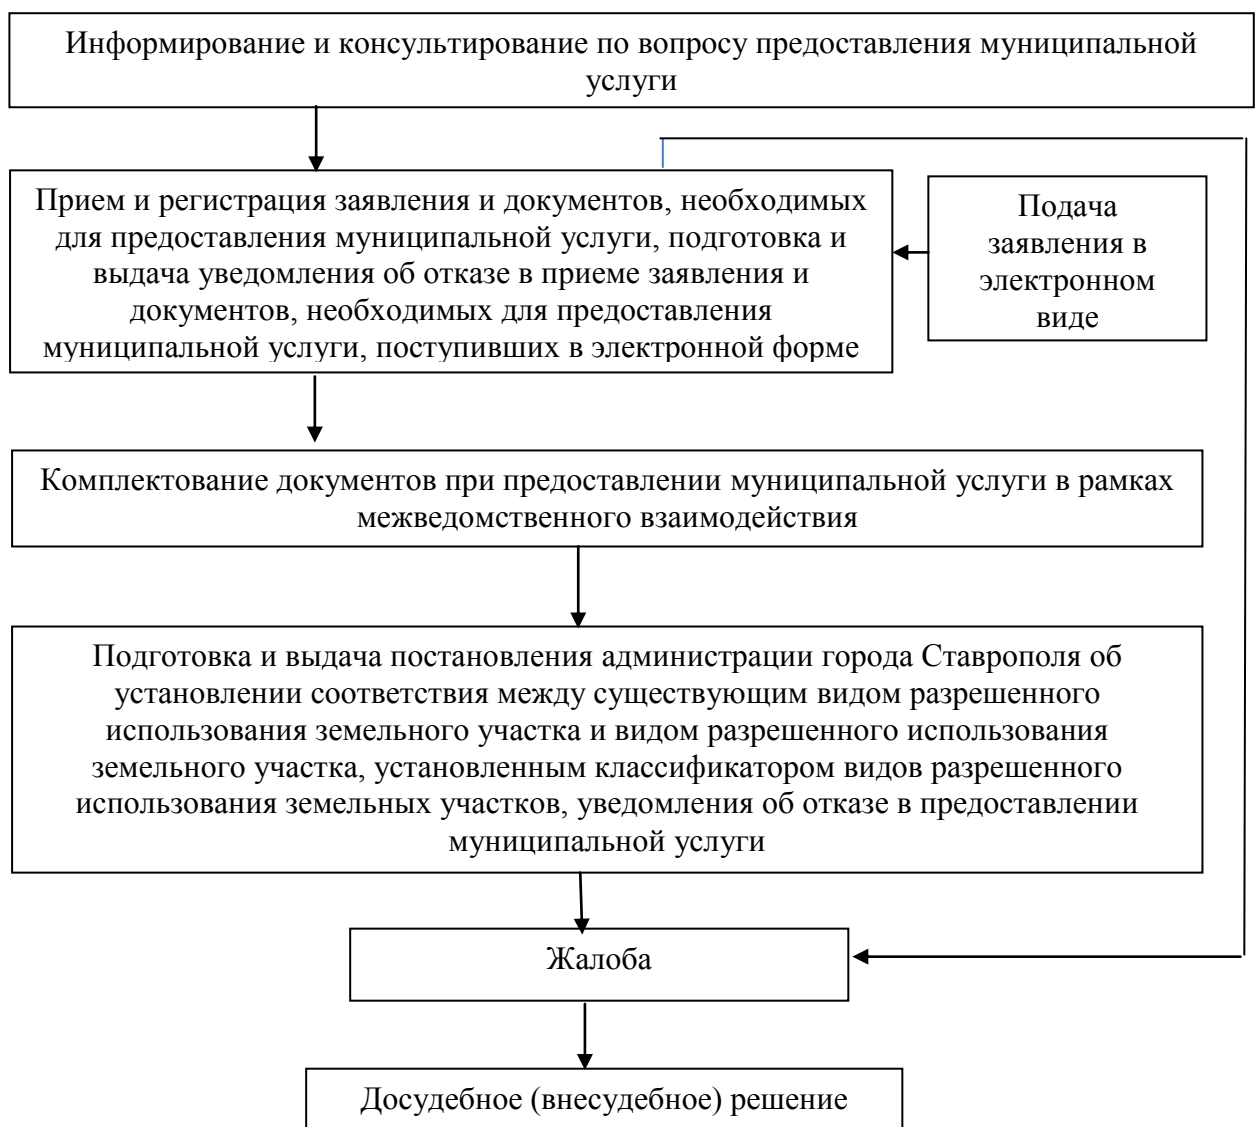 Информирование и консультирование по вопросу предоставления муниципальной
услуги
Прием и регистрация заявления и документов, необходимых
для предоставления муниципальной услуги, подготовка и
выдача уведомления об отказе в приеме заявления и
документов, необходимых для предоставления
муниципальной услуги, поступивших в электронной форме
Подача
заявления в
электронном
виде
Комплектование документов при предоставлении муниципальной услуги в рамках
межведомственного взаимодействия
Подготовка и выдача постановления администрации города Ставрополя об
установлении соответствия между существующим видом разрешенного
использования земельного участка и видом разрешенного использования
земельного участка, установленным классификатором видов разрешенного
использования земельных участков, уведомления об отказе в предоставлении
муниципальной услуги
Жалоба
Досудебное (внесудебное) решение